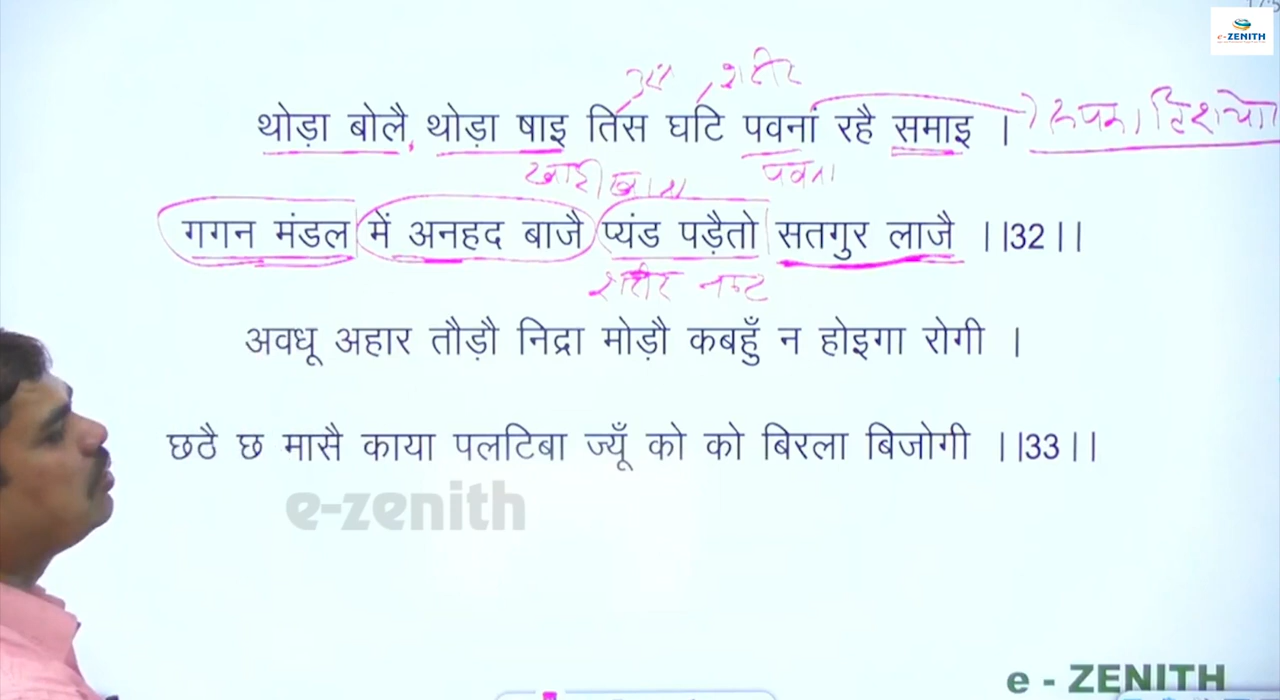 e-ZENITH
उस शरीर
थोड़ा बोलै, थोड़ा षाइ तिस घटि पवनां रहै समाइ ।
पवन
गगन मंडल में अनहद बाजै प्यंड पड़ैतो सतगुर लाजै ।।32।।
शरीर नष्ट
अवधू अहार तौड़ौ निद्रा मोड़ौ कबहुँ न होइगा रोगी ।
छठै छ मासै काया पलटिबा ज्यूँ को को बिरला बिजोगी ।।33।।
e-zenith
e - ZENITH